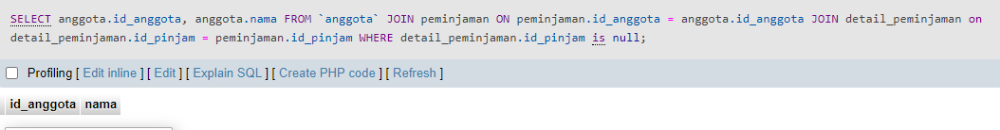 SELECT anggota.id_anggota, anggota.nama FROM `anggota` JOIN peminjaman ON peminjaman.id_anggota = anggota.id_anggota JOIN detail_peminjaman on
detail_peminjaman.id_pinjam = peminjaman.id_pinjam WHERE detail_peminjaman.id_pinjam is null;
Profiling [ Edit inline ] [ Edit ] [ Explain SQL ] [ Create PHP code ] [ Refresh ]
id_anggota nama